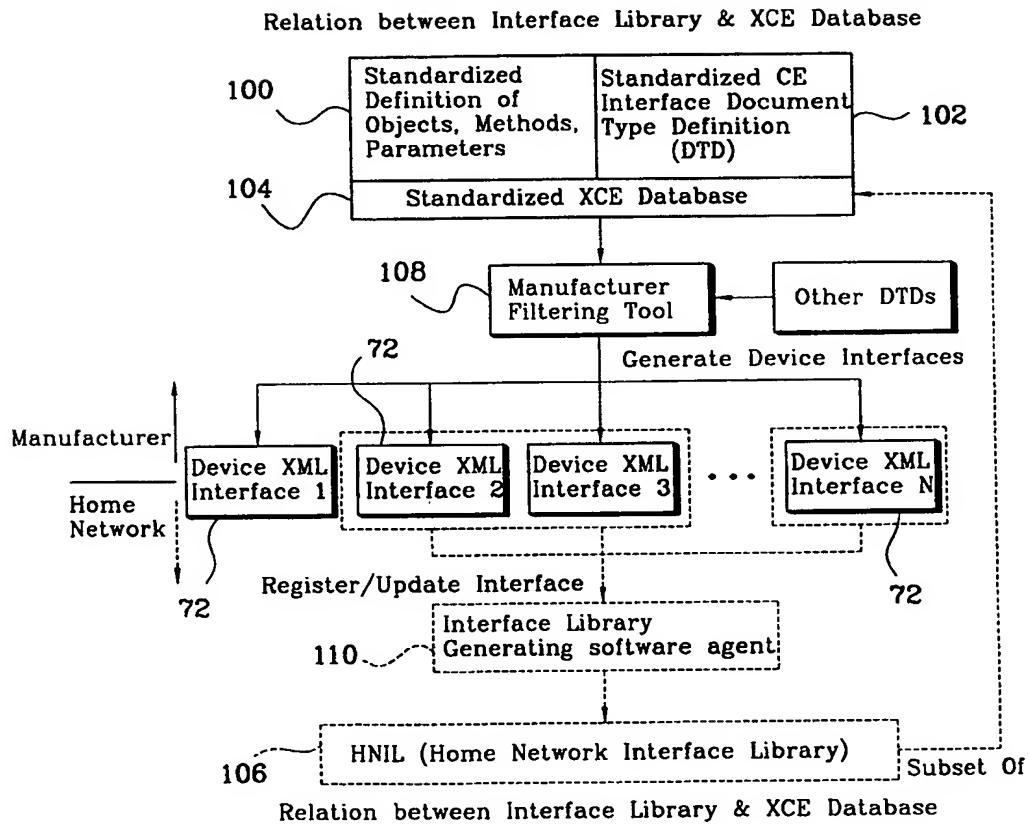 Relation between Interface Library & XCE Database
100
Standardized
Definition of
Objects, Methods,
Parameters
Standardized CE
Interface Document
Type Definition
(DTD)
102
104
Standardized XCE Database
108
Manufacturer
Filtering Tool
Other DTDs
72
Generate Device Interfaces
Manufacturer
Home
Network
Device XML
Interface 1
Device XML
Interface 2
Device XML
Interface 3
Device XML
Interface N
72
Register/Update Interface
72
110
Interface Library
Generating software agent
106
HNIL (Home Network Interface Library)
Subset Of
Relation between Interface Library & XCE Database